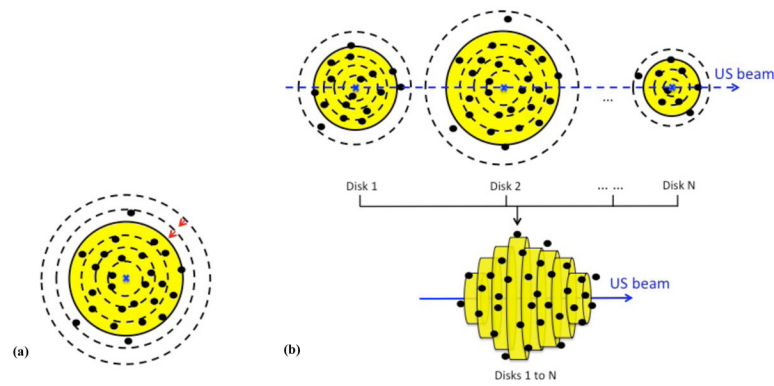 US beam
...
Disk 1
Disk 2
... ...
Disk N
US beam
(a)
(b)
Disks 1 to N